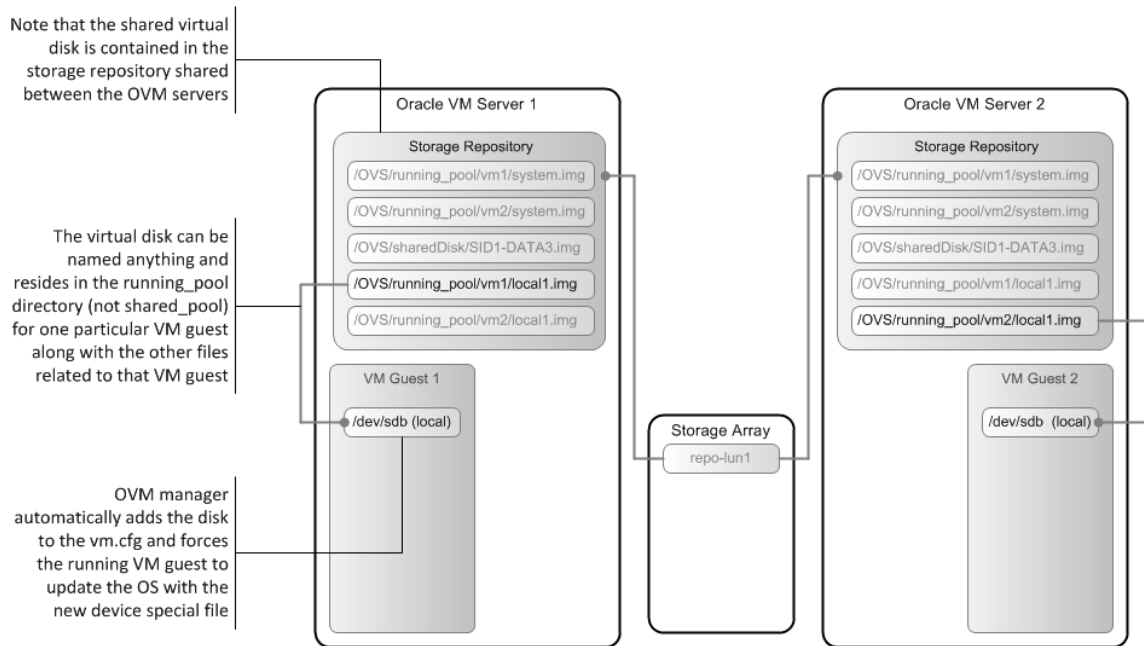 Note that the shared virtual
disk is contained in the
storage repository shared
between the OVM servers
The virtual disk can be
named anything and
resides in the running_pool
directory (not shared_pool)
for one particular VM guest
along with the other files
related to that VM guest
OVM manager
automatically adds the disk
to the vm.cfg and forces
the running VM guest to
update the OS with the
new device special file
Oracle VM Server 1
Storage Repository
/OVS/running_pool/vm1/system.img
/OVS/running_pool/vm2/system.img
/OVS/sharedDisk/SID1-DATA3.img
/OVS/running_pool/vm1/local1.img
/OVS/running_pool/vm2/local1.img
VM Guest 1
/dev/sdb (local)
Storage Array
repo-lun1
Oracle VM Server 2
Storage Repository
/OVS/running_pool/vm1/system.img
/OVS/running_pool/vm2/system.img
/OVS/sharedDisk/SID1-DATA3.img
/OVS/running_pool/vm1/local1.img
/OVS/running_pool/vm2/local1.img
VM Guest 2
/dev/sdb (local)